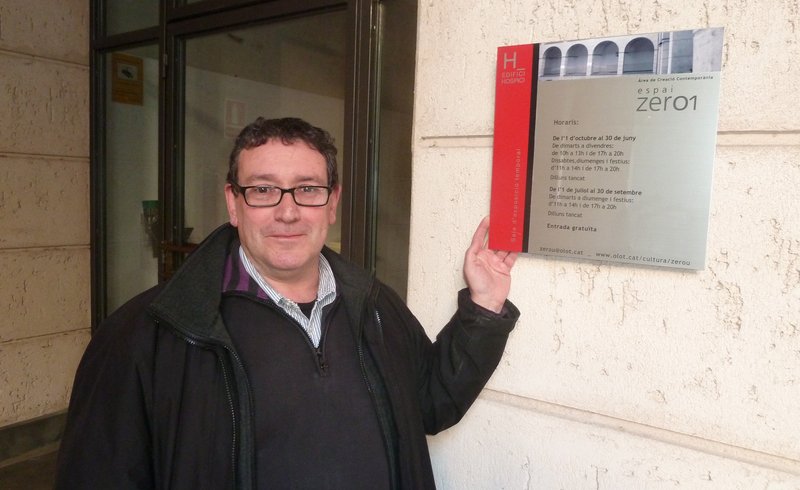 H_
EDIFICI
HOSPICI
Sala d'exposició temporal
Àrea de Creació Contemporània
espai
zer01
Horaris:
De l'1 d'octubre al 30 de juny
De dimarts a divendres:
de 10h a 13h i de 17h a 20h
Dissabtes, diumenges i festius:
d'11h a 14h i de 17h a 20h
Dilluns tancat
De l'1 de juliol al 30 de setembre
De dimarts a diumenge i festius:
d'11h a 14h i de 17h a 20h
Dilluns tancat
Entrada gratuïta
zerou@olot.cat _ www.olot.cat/cultura/zerou